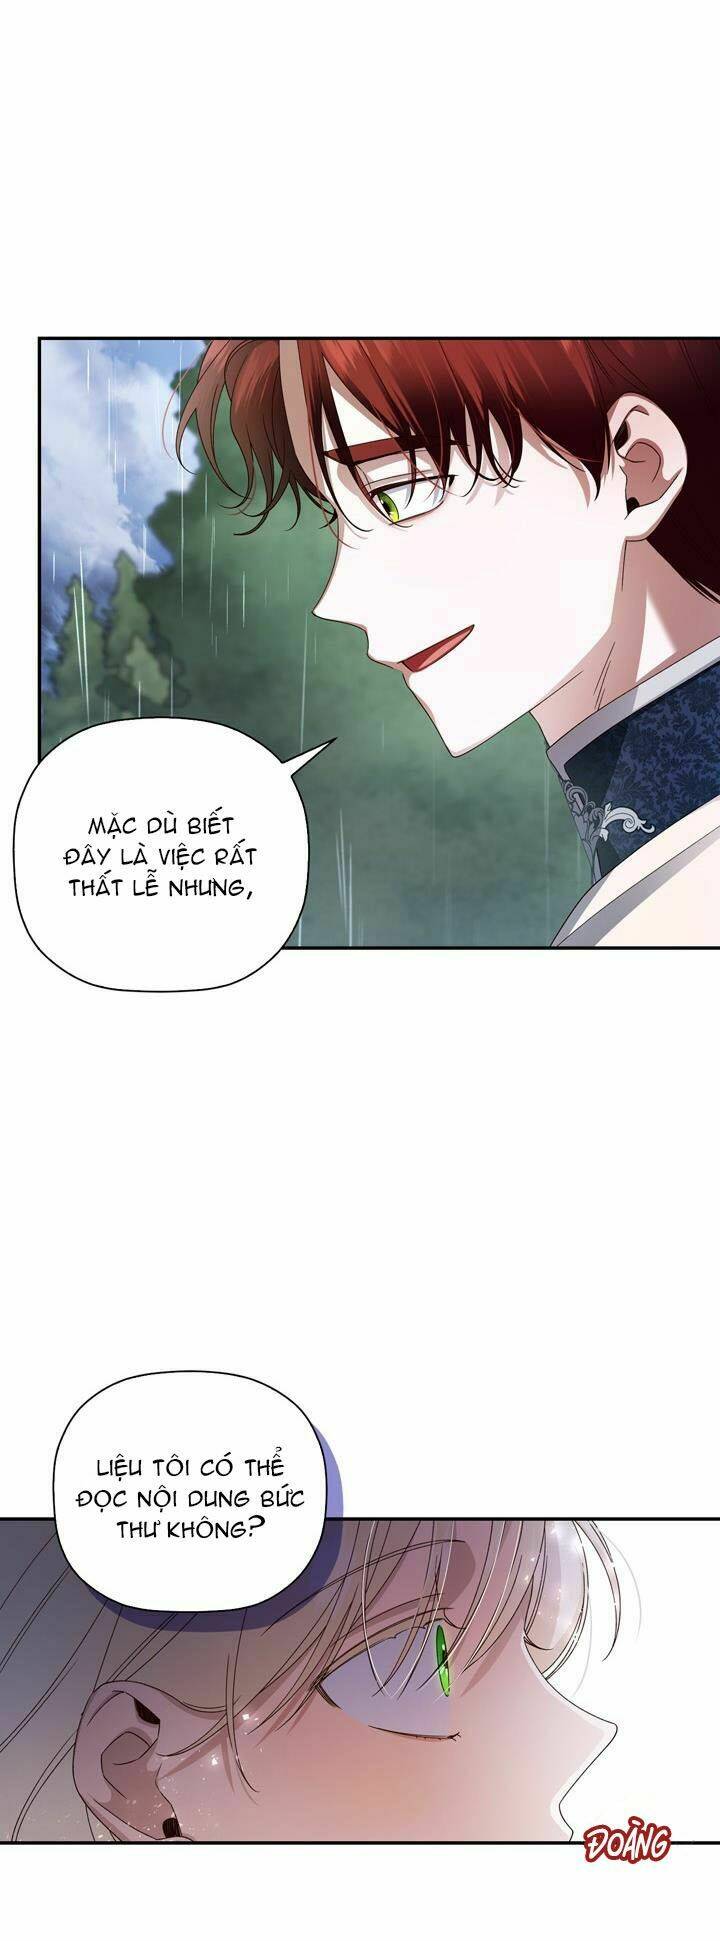 MẶC DÙ BIẾT
ĐÂY LÀ VIỆC RẤT
THẤT LỄ NHƯNG,
LIỆU TÔI CÓ THỂ
ĐỌC NỘI DUNG BỨC
THƯ KHÔNG?
ĐOÀNG